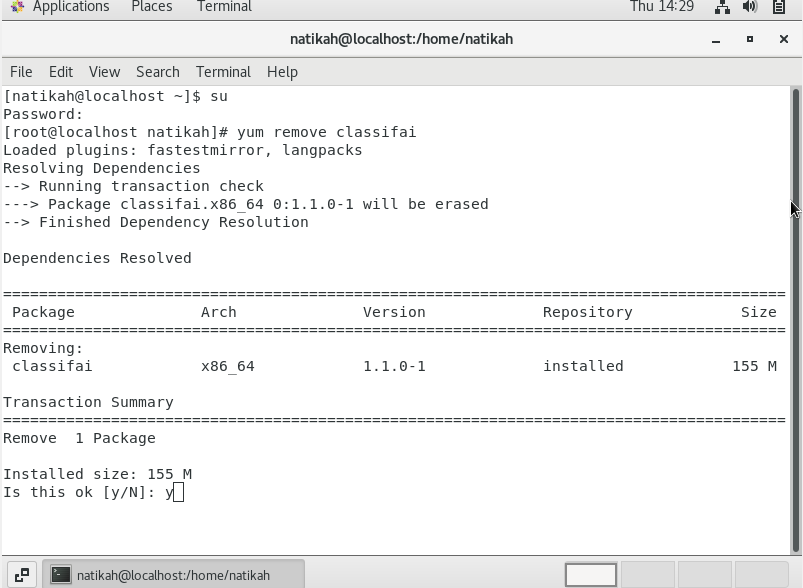 Applications Places Terminal Thu 14:29
natikah@localhost:/home/natikah
File Edit View Search Terminal Help
[natikah@localhost ~]$ su
Password:
[root@localhost natikah]# yum remove classifai
Loaded plugins: fastestmirror, langpacks
Resolving Dependencies
--> Running transaction check
---> Package classifai.x86_64 0:1.1.0-1 will be erased
--> Finished Dependency Resolution
Dependencies Resolved
================================================================================
Package Arch Version Repository Size
================================================================================
Removing:
classifai x86_64 1.1.0-1 installed 155 M
Transaction Summary
================================================================================
Remove 1 Package
Installed size: 155 M
Is this ok [y/N]: y
natikah@localhost:/home/natikah